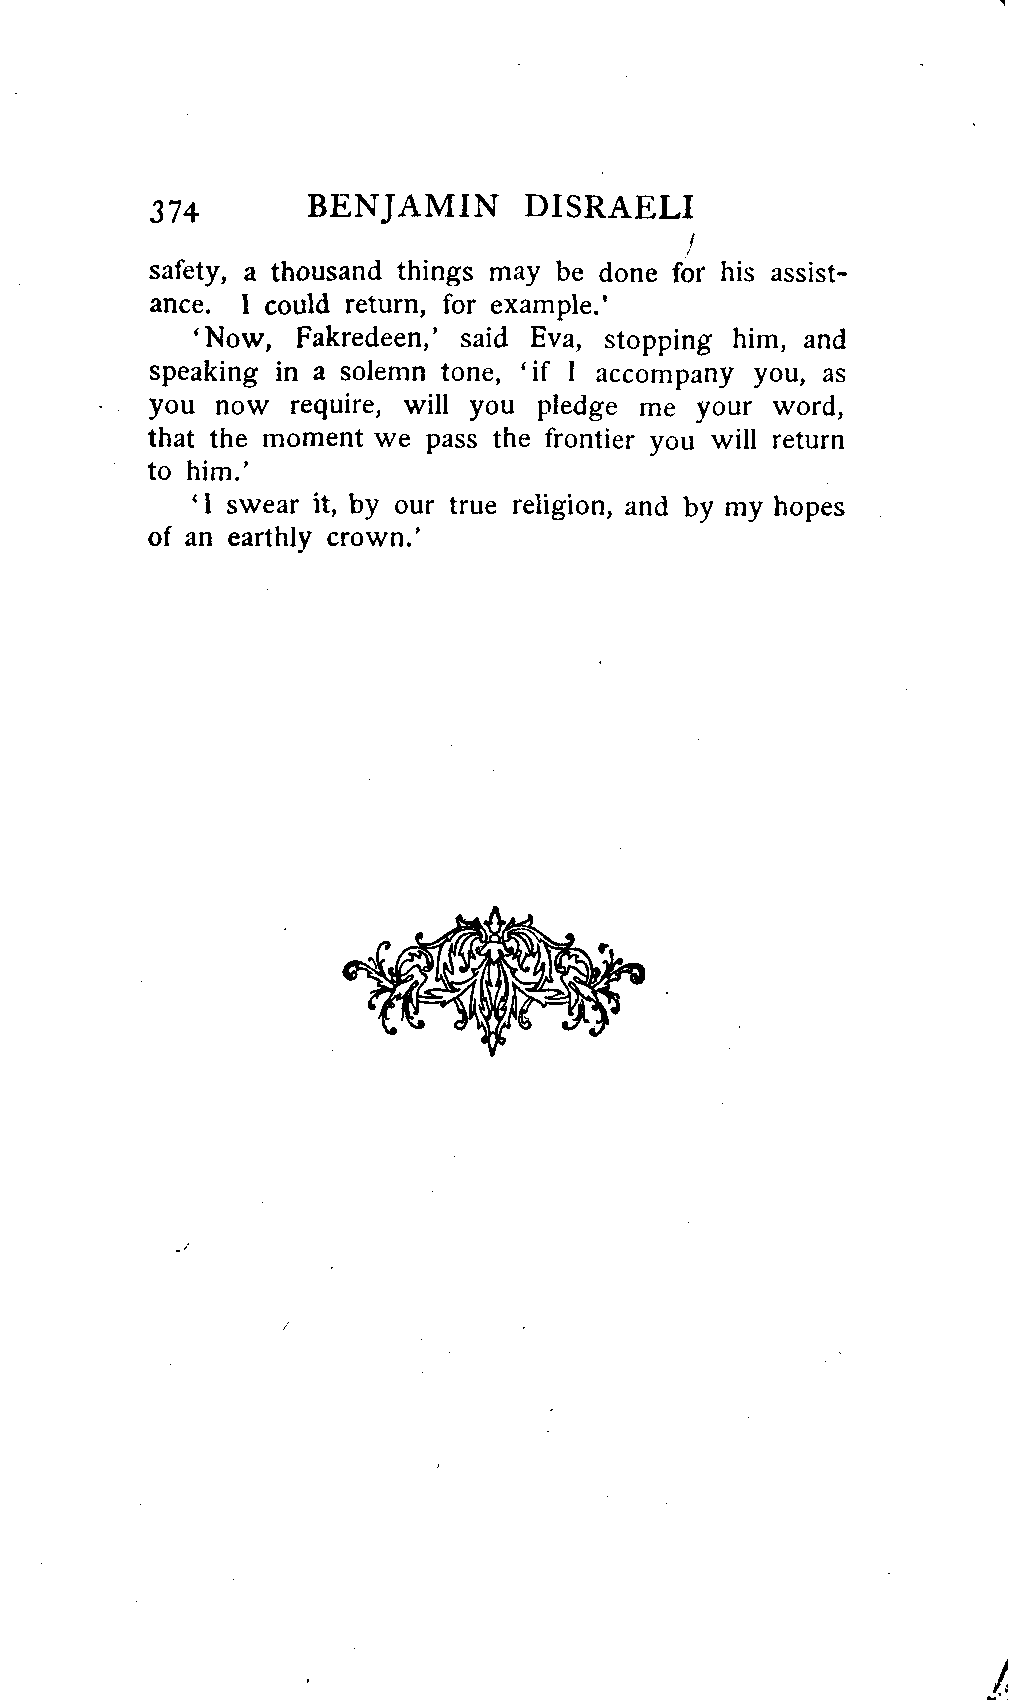 374 BENJAMIN DISRAELI
safety, a thousand things may be done for his assist-
ance. I could return, for example.'
'Now, Fakredeen,' said Eva, stopping him, and
speaking in a solemn tone, 'if I accompany you, as
you now require, will you pledge me your word,
that the moment we pass the frontier you will return
to him.'
'I swear it, by our true religion, and by my hopes
of an earthly crown.'